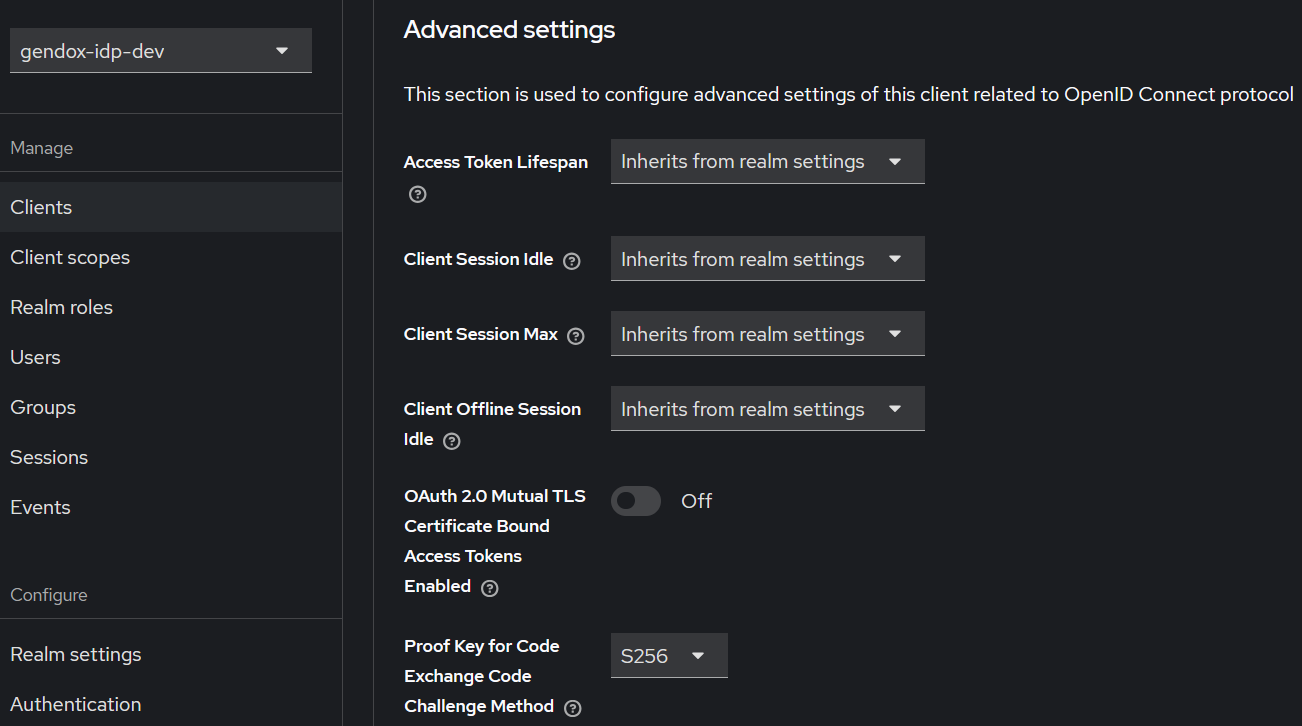 gendox-idp-dev
Manage
Clients
Client scopes
Realm roles
Users
Groups
Sessions
Events
Configure
Realm settings
Authentication
Advanced settings
This section is used to configure advanced settings of this client related to OpenID Connect protocol
Access Token Lifespan
Inherits from realm settings
Client Session Idle
Inherits from realm settings
Client Session Max
Inherits from realm settings
Client Offline Session
Idle
Inherits from realm settings
OAuth 2.0 Mutual TLS
Certificate Bound
Access Tokens
Enabled
Off
Proof Key for Code
Exchange Code
Challenge Method
S256